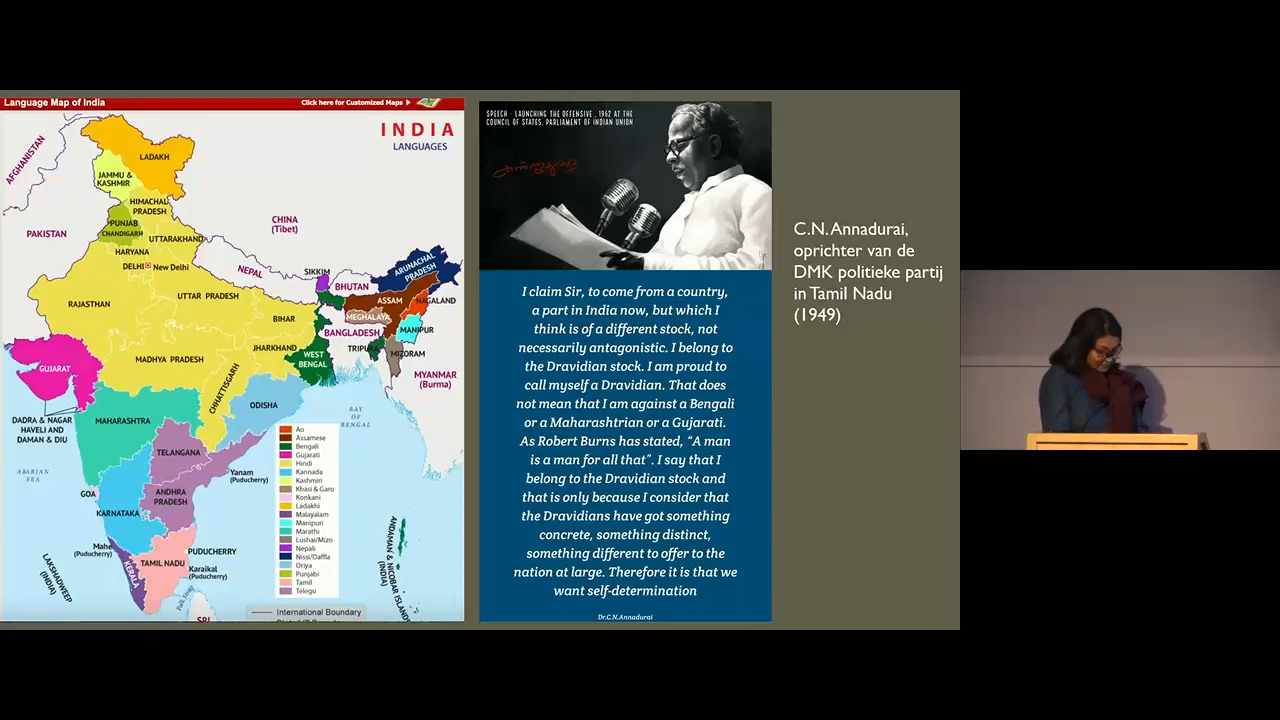 Language Map of India
Click here for Customized Maps
INDIA
LANGUAGES
AFGHANISTAN
LADAKH
JAMMU &
KASHMIR
HIMACHAL
PRADESH
PUNJAB
CHANDIGARH
CHINA
(Tibet)
PAKISTAN
UTTARAKHAND
HARYANA
DELHI
New Delhi
NEPAL
SIKKIM
BHUTAN
ARUNACHAL
PRADESH
RAJASTHAN
UTTAR PRADESH
ASSAM
NAGALAND
BIHAR
MEGHALAYA
BANGLADESH
MANIPUR
JHARKHAND
TRIPURA
MIZORAM
WEST
BENGAL
GUJARAT
MADHYA PRADESH
CHHATTISGARH
MYANMAR
(Burma)
ODISHA
DADRA & NAGAR
HAVELI AND
DAMAN & DIU
MAHARASHTRA
BAY
OF
BENGAL
ARABIAN
SEA
TELANGANA
Yanam
(Puducherry)
GOA
ANDHRA
PRADESH
KARNATAKA
Mahe
(Puducherry)
PUDUCHERRY
TAMIL NADU
Karaikal
(Puducherry)
KERALA
LAKSHADWEEP
(INDIA)
ANDAMAN & NICOBAR ISLANDS
(INDIA)
SRI
Ao
Assamese
Bengali
Gujarati
Hindi
Kannada
Kashmiri
Khasi & Garo
Konkani
Ladakhi
Malayalam
Manipuri
Marathi
Lushai/Mizo
Nepali
Nissi/Daffla
Oriya
Punjabi
Tamil
Telegu
International Boundary
SPEECH - LAUNCHING THE OFFENSIVE , 1962 AT THE
COUNCIL OF STATES, PARLIAMENT OF INDIAN UNION
I claim Sir, to come from a country,
a part in India now, but which I
think is of a different stock, not
necessarily antagonistic. I belong to
the Dravidian stock. I am proud to
call myself a Dravidian. That does
not mean that I am against a Bengali
or a Maharashtrian or a Gujarati.
As Robert Burns has stated, “A man
is a man for all that”. I say that I
belong to the Dravidian stock and
that is only because I consider that
the Dravidians have got something
concrete, something distinct,
something different to offer to the
nation at large. Therefore it is that we
want self-determination
Dr.C.N.Annadurai
C.N. Annadurai,
oprichter van de
DMK politieke partij
in Tamil Nadu
(1949)